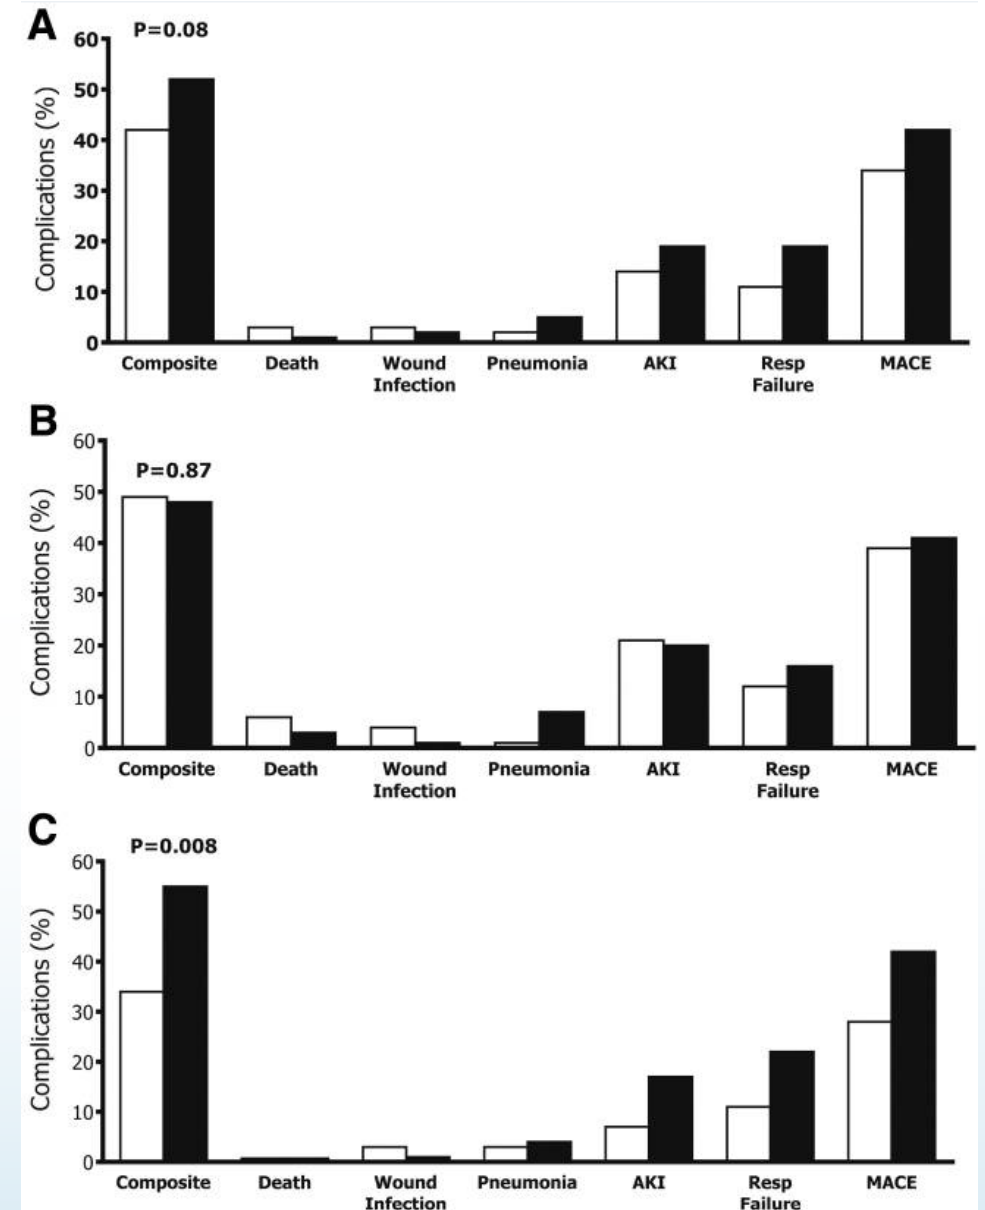 A
P=0.08
Complications (%)
60
50
40
30
20
10
0
Composite Death Wound Infection Pneumonia AKI Resp Failure MACE
B
P=0.87
Complications (%)
60
50
40
30
20
10
0
Composite Death Wound Infection Pneumonia AKI Resp Failure MACE
C
P=0.008
Complications (%)
60
50
40
30
20
10
0
Composite Death Wound Infection Pneumonia AKI Resp Failure MACE